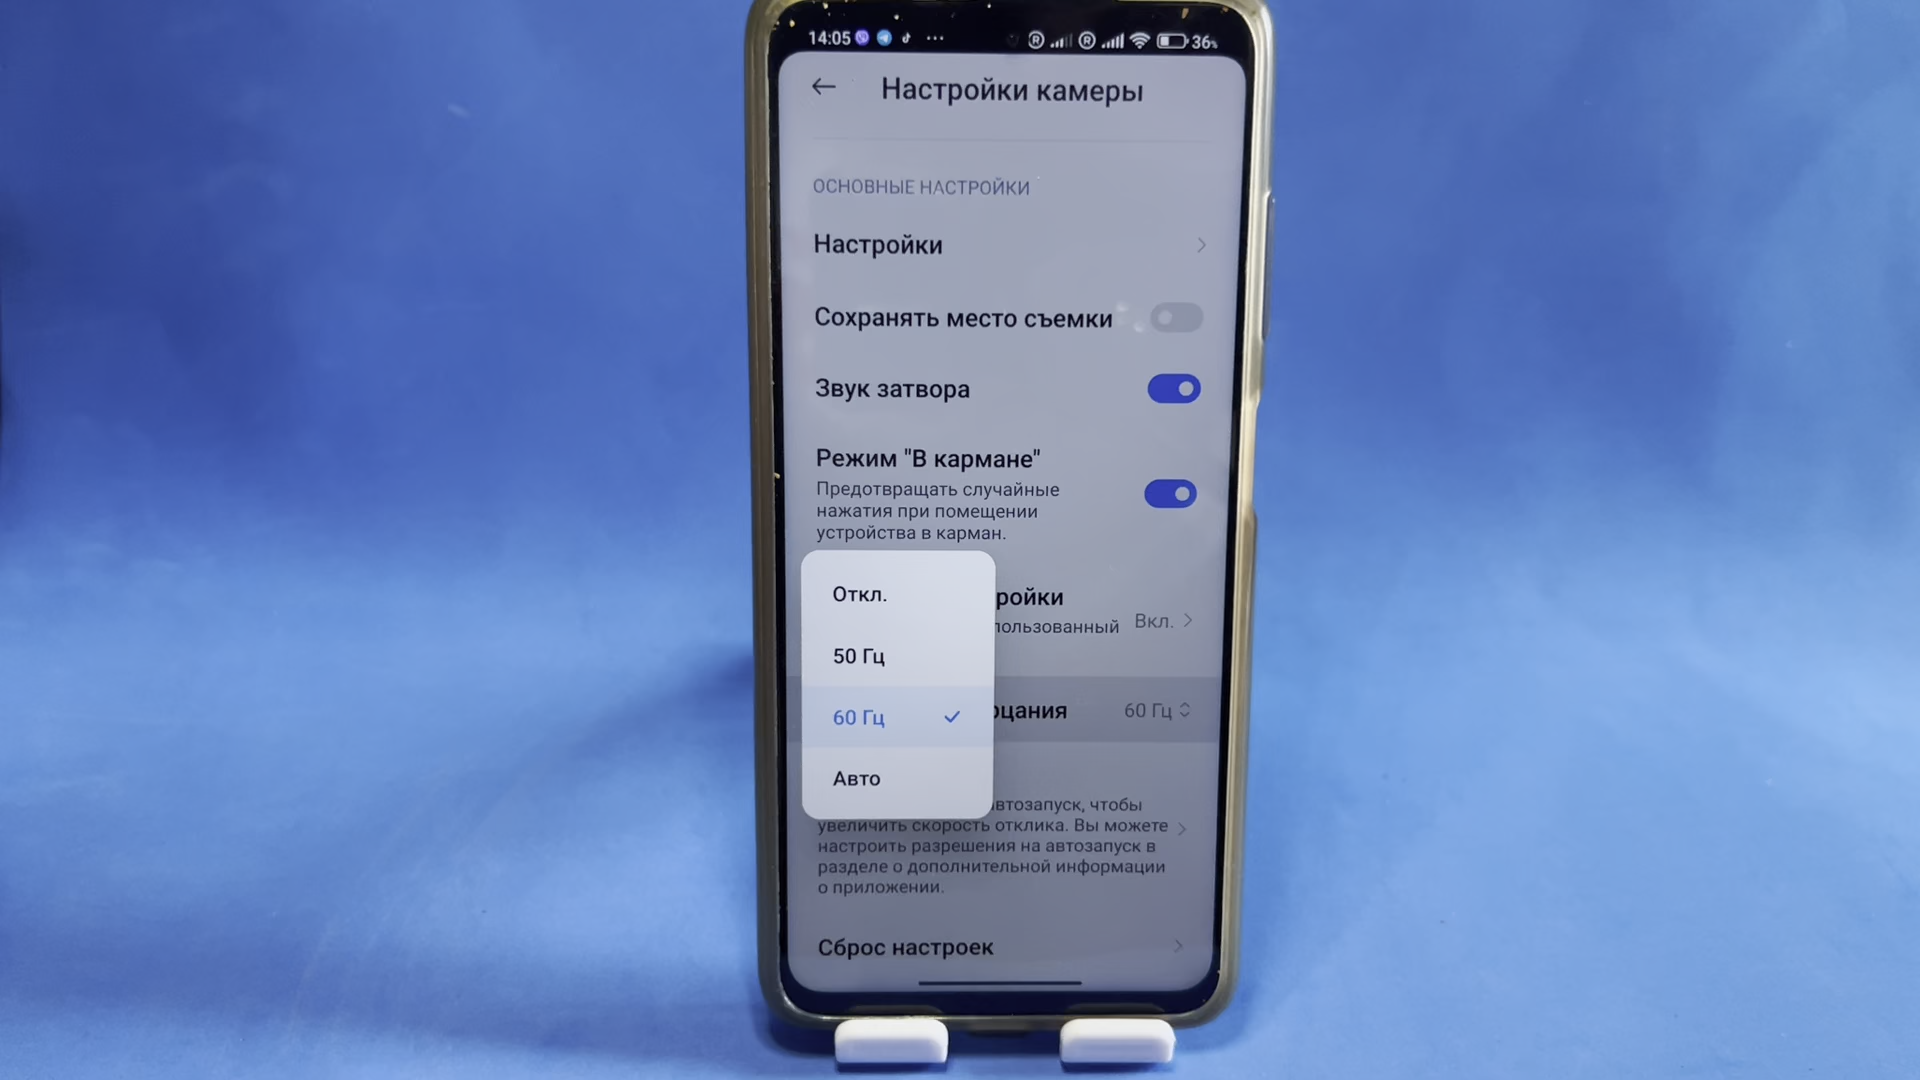 14:05 ... R R 36%
Настройки камеры
ОСНОВНЫЕ НАСТРОЙКИ
Настройки
Сохранять место съемки
Звук затвора
Режим "В кармане"
Предотвращать случайные
нажатия при помещении
устройства в карман.
Откл.
ройки
пользованный Вкл.
50 Гц
60 Гц
рцания 60 Гц
Авто
автозапуск, чтобы
увеличить скорость отклика. Вы можете
настроить разрешения на автозапуск в
разделе о дополнительной информации
о приложении.
Сброс настроек